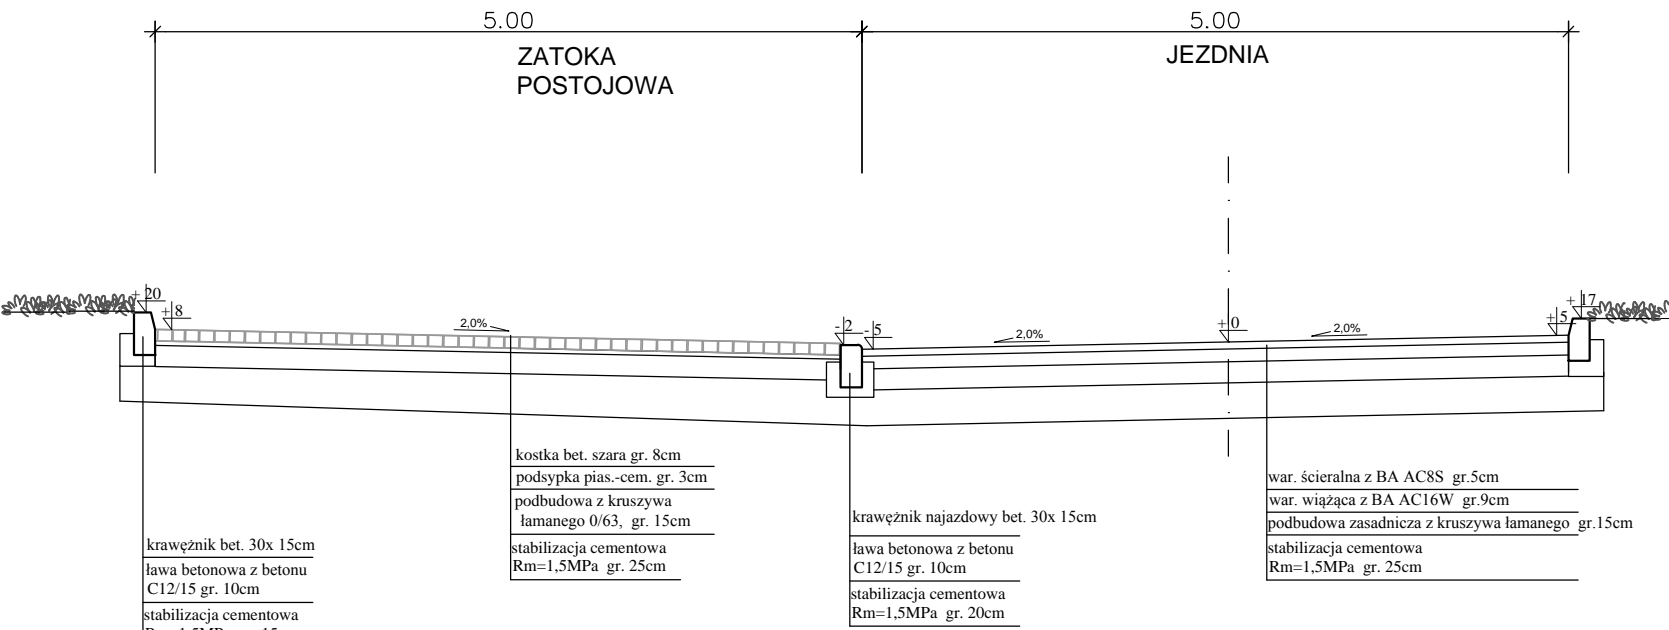 5.00
5.00
ZATOKA
POSTOJOWA
JEZDNIA
+20
+8
2,0%
-2
-5
2,0%
+0
2,0%
+5
+17
kostka bet. szara gr. 8cm
podsypka pias.-cem. gr. 3cm
podbudowa z kruszywa
łamanego 0/63, gr. 15cm
stabilizacja cementowa
Rm=1,5MPa gr. 25cm
krawężnik bet. 30x 15cm
ława betonowa z betonu
C12/15 gr. 10cm
stabilizacja cementowa
krawężnik najazdowy bet. 30x 15cm
ława betonowa z betonu
C12/15 gr. 10cm
stabilizacja cementowa
Rm=1,5MPa gr. 20cm
war. ścieralna z BA AC8S gr.5cm
war. wiążąca z BA AC16W gr.9cm
podbudowa zasadnicza z kruszywa łamanego gr.15cm
stabilizacja cementowa
Rm=1,5MPa gr. 25cm